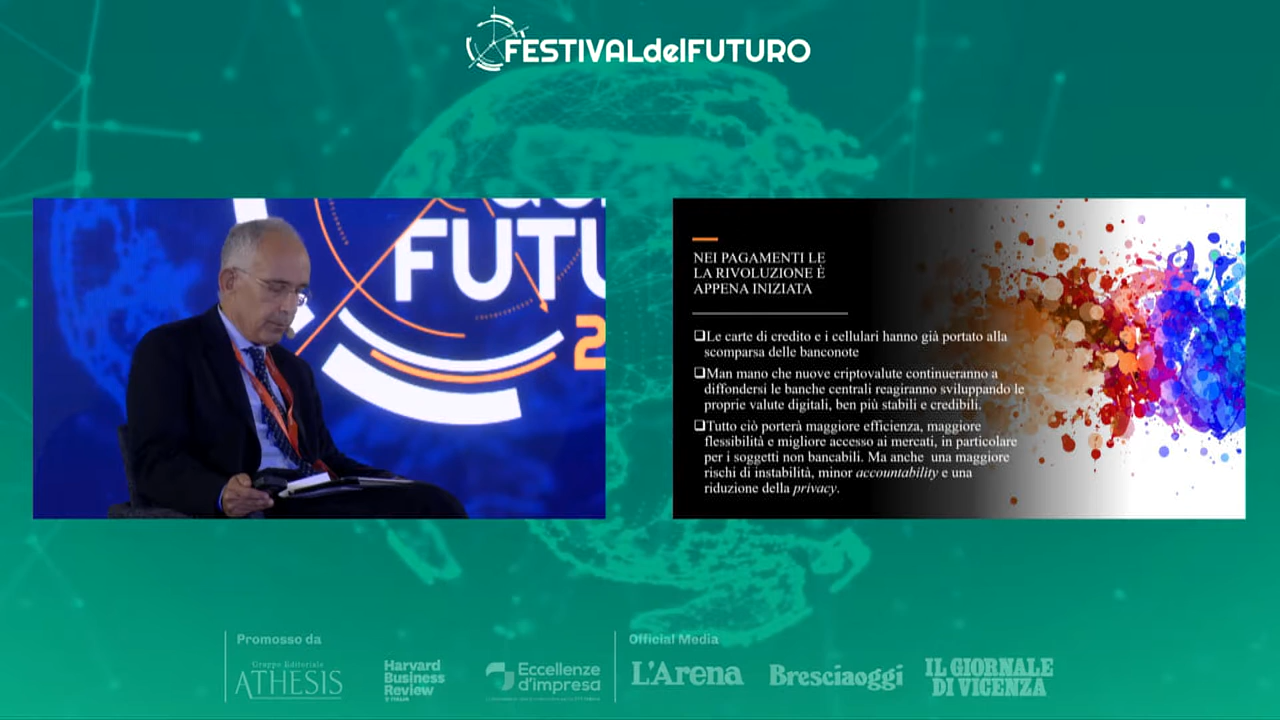 FESTIVALdelFUTURO
FUTU
2
NEI PAGAMENTI LE
LA RIVOLUZIONE È
APPENA INIZIATA
❑Le carte di credito e i cellulari hanno già portato alla
scomparsa delle banconote
❑Man mano che nuove criptovalute continueranno a
diffondersi le banche centrali reagiranno sviluppando le
proprie valute digitali, ben più stabili e credibili.
❑Tutto ciò porterà maggiore efficienza, maggiore
flessibilità e migliore accesso ai mercati, in particolare
per i soggetti non bancabili. Ma anche una maggiore
rischi di instabilità, minor accountability e una
riduzione della privacy.
Promosso da
Official Media
Gruppo Editoriale
ATHESIS
Harvard
Business
Review
Eccellenze
d'impresa
L'Arena
Bresciaoggi
IL GIORNALE
DI VICENZA